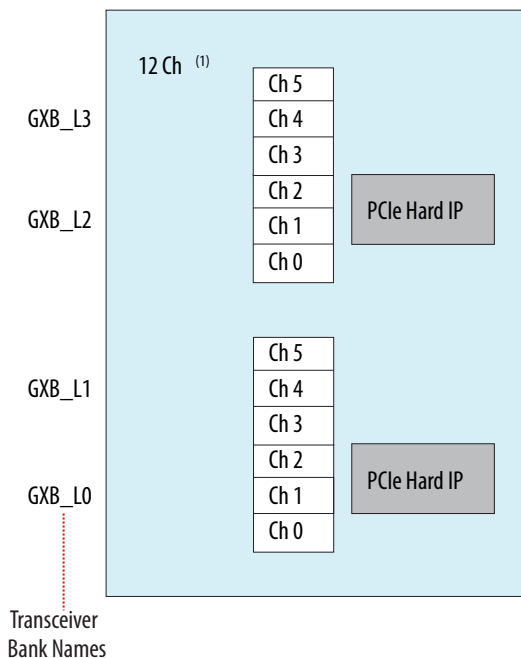 12 Ch (1)
Ch 5
GXB_L3
Ch 4
Ch 3
Ch 2
PCIe Hard IP
GXB_L2
Ch 1
Ch 0
Ch 5
GXB_L1
Ch 4
Ch 3
Ch 2
PCIe Hard IP
GXB_L0
Ch 1
Ch 0
Transceiver
Bank Names